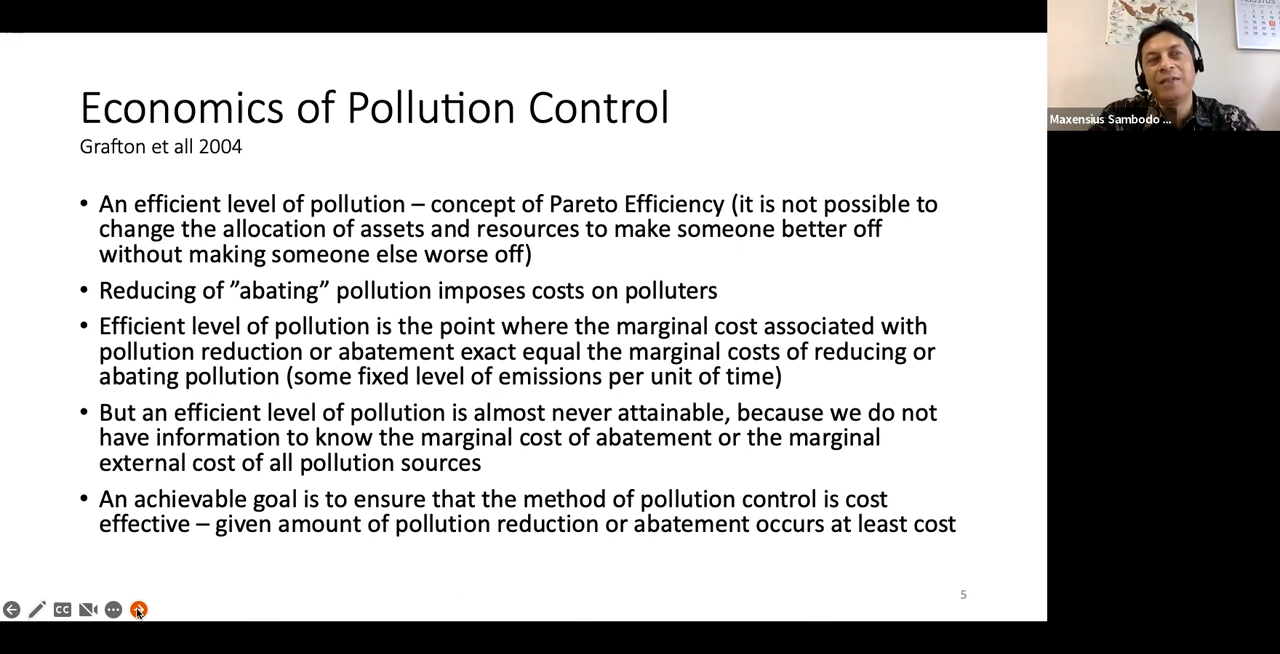 Economics of Pollution Control
Grafton et all 2004
• An efficient level of pollution – concept of Pareto Efficiency (it is not possible to
change the allocation of assets and resources to make someone better off
without making someone else worse off)
• Reducing of ”abating” pollution imposes costs on polluters
• Efficient level of pollution is the point where the marginal cost associated with
pollution reduction or abatement exact equal the marginal costs of reducing or
abating pollution (some fixed level of emissions per unit of time)
• But an efficient level of pollution is almost never attainable, because we do not
have information to know the marginal cost of abatement or the marginal
external cost of all pollution sources
• An achievable goal is to ensure that the method of pollution control is cost
effective – given amount of pollution reduction or abatement occurs at least cost
5
CC
Maxensius Sambodo ...